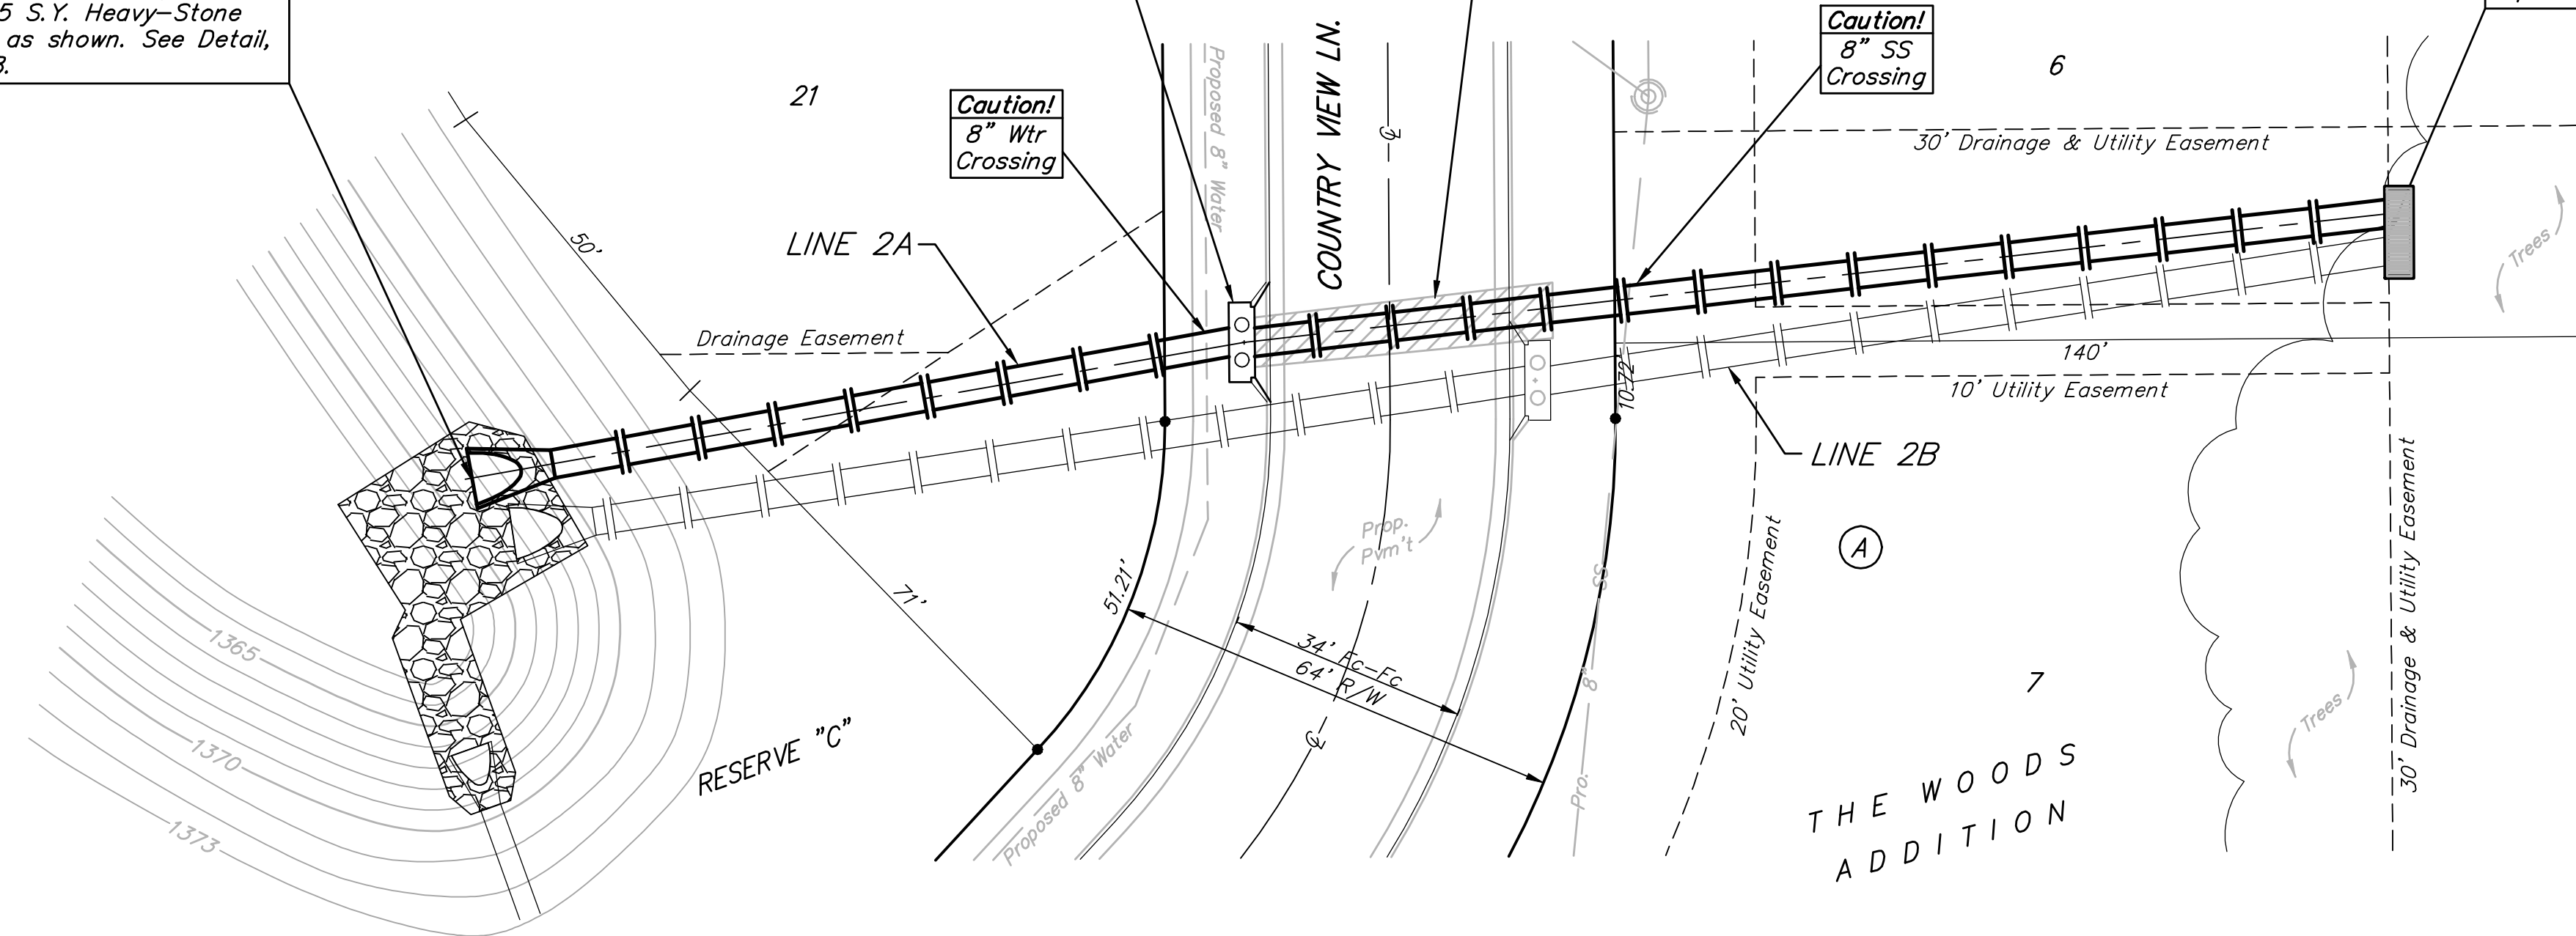 5 S.Y. Heavy-Stone
as shown. See Detail,
21
Caution!
8" Wtr
Crossing
Proposed 8" Water
COUNTRY VIEW LN.
Caution!
8" SS
Crossing
6
30' Drainage & Utility Easement
50'
LINE 2A
Drainage Easement
Trees
140'
10' Utility Easement
10.72'
LINE 2B
30' Drainage & Utility Easement
Prop.
Pvm't
A
SS
71'
51.21'
20' Utility Easement
34' Fc-Fc
64' R/W
1365
1370
1373
RESERVE "C"
Proposed 8" Water
8"
Pro.
7
Trees
THE WOODS
ADDITION